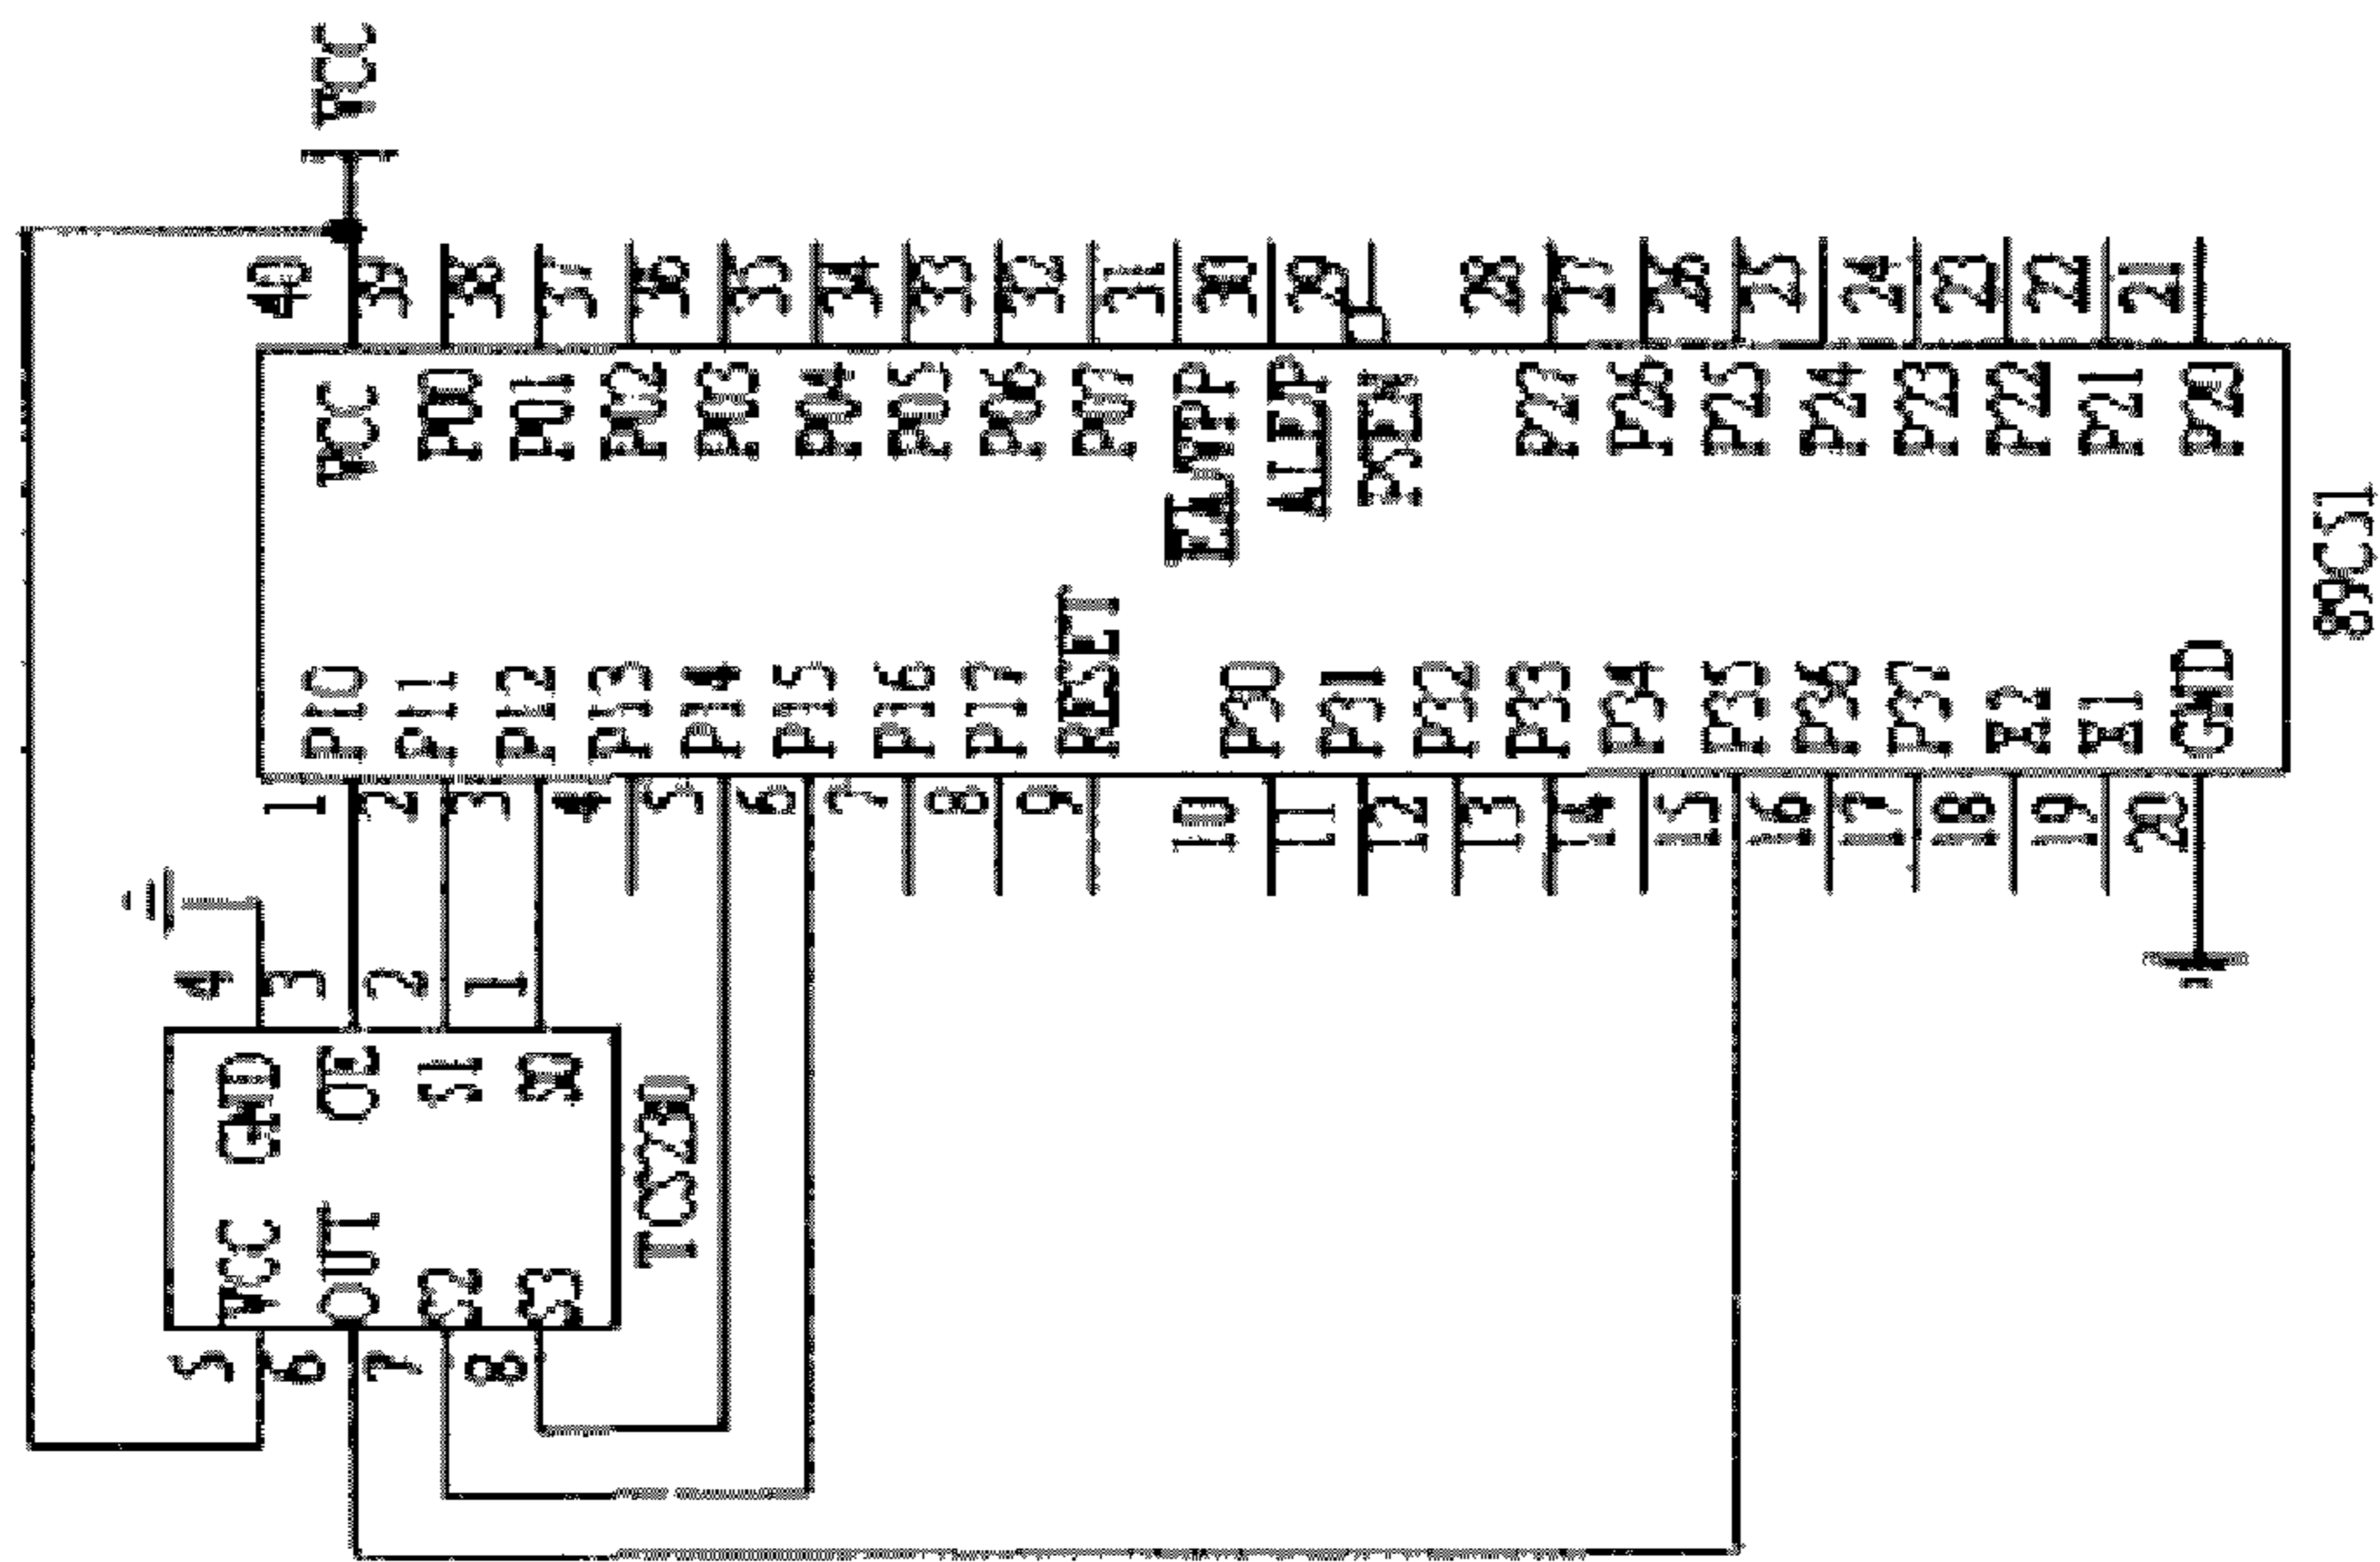 VCC
40 39 38 37 36 35 34 33 32 31 30 29 28 27 26 25 24 23 22 21
VCC P00 P01 P02 P03 P04 P05 P06 P07 EA/VPP ALE/P PSEN P27 P26 P25 P24 P23 P22 P21 P20
89C51
P10 P11 P12 P13 P14 P15 P16 P17 RESET P30 P31 P32 P33 P34 P35 P36 P37 X2 X1 GND
1 2 3 4 5 6 7 8 9 10 11 12 13 14 15 16 17 18 19 20
4 3 2 1
GND OE S1 S0
TCS230
VCC OUT S2 S3
5 6 7 8